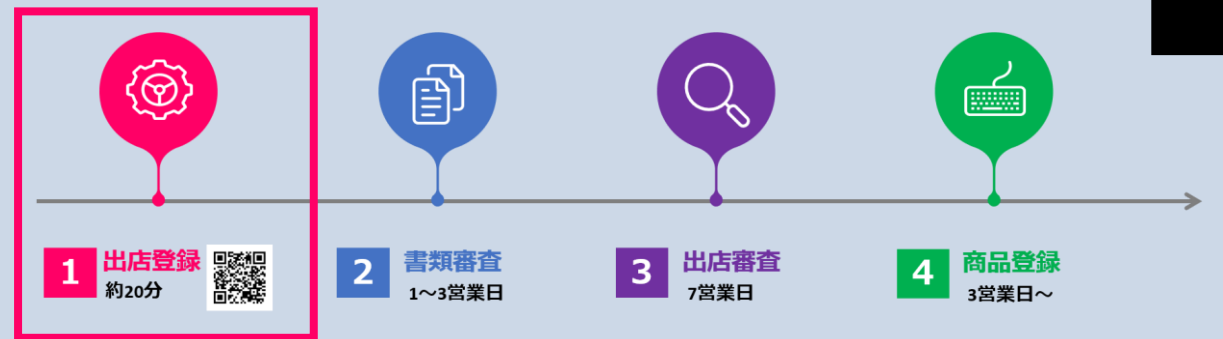 1
出店登録
約20分
2
書類審査
1～3営業日
3
出店審査
7営業日
4
商品登録
3営業日～